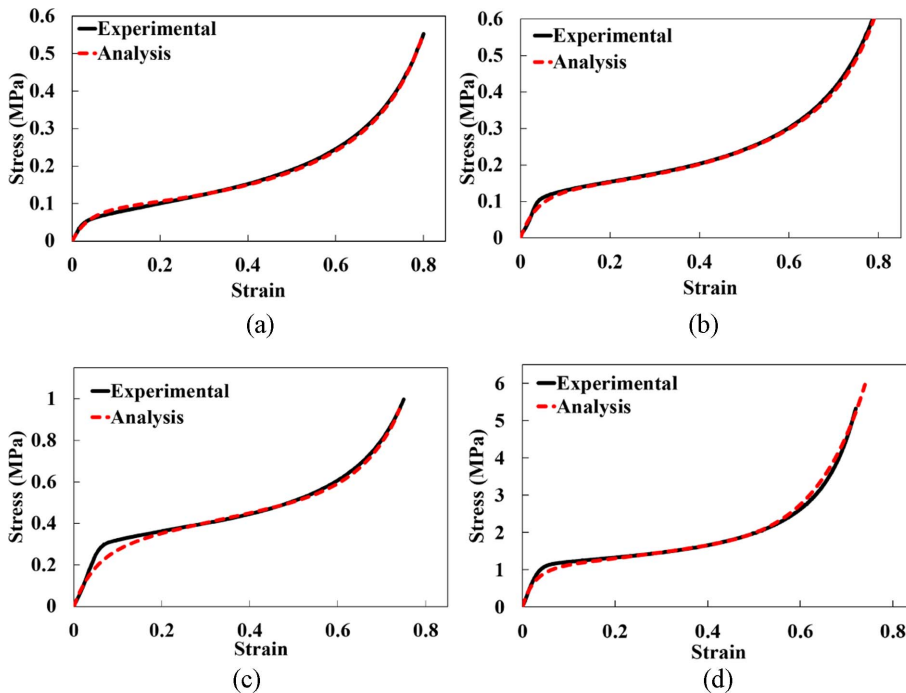 0.6
0.5
0.4
0.3
0.2
0.1
0
Stress (MPa)
Experimental
Analysis
0 0.2 0.4 0.6 0.8
Strain
(a)
0.6
0.5
0.4
0.3
0.2
0.1
0
Stress (MPa)
Experimental
Analysis
0 0.2 0.4 0.6 0.8
Strain
(b)
1
0.8
0.6
0.4
0.2
0
Stress (MPa)
Experimental
Analysis
0 0.2 0.4 0.6 0.8
Strain
(c)
6
5
4
3
2
1
0
Stress (MPa)
Experimental
Analysis
0 0.2 0.4 0.6 0.8
Strain
(d)